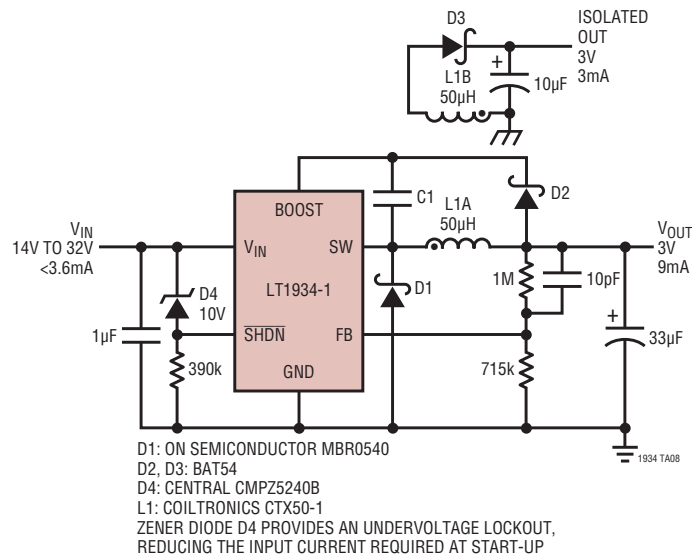 D3
ISOLATED
OUT
3V
3mA
L1B
50µH
+
10µF
BOOST
C1
D2
L1A
50µH
VIN
14V TO 32V
<3.6mA
VIN
SW
VOUT
3V
9mA
LT1934-1
D4
10V
D1
1M
10pF
1µF
SHDN
FB
+
33µF
390k
GND
715k
1934 TA08
D1: ON SEMICONDUCTOR MBR0540
D2, D3: BAT54
D4: CENTRAL CMPZ5240B
L1: COILTRONICS CTX50-1
ZENER DIODE D4 PROVIDES AN UNDERVOLTAGE LOCKOUT,
REDUCING THE INPUT CURRENT REQUIRED AT START-UP